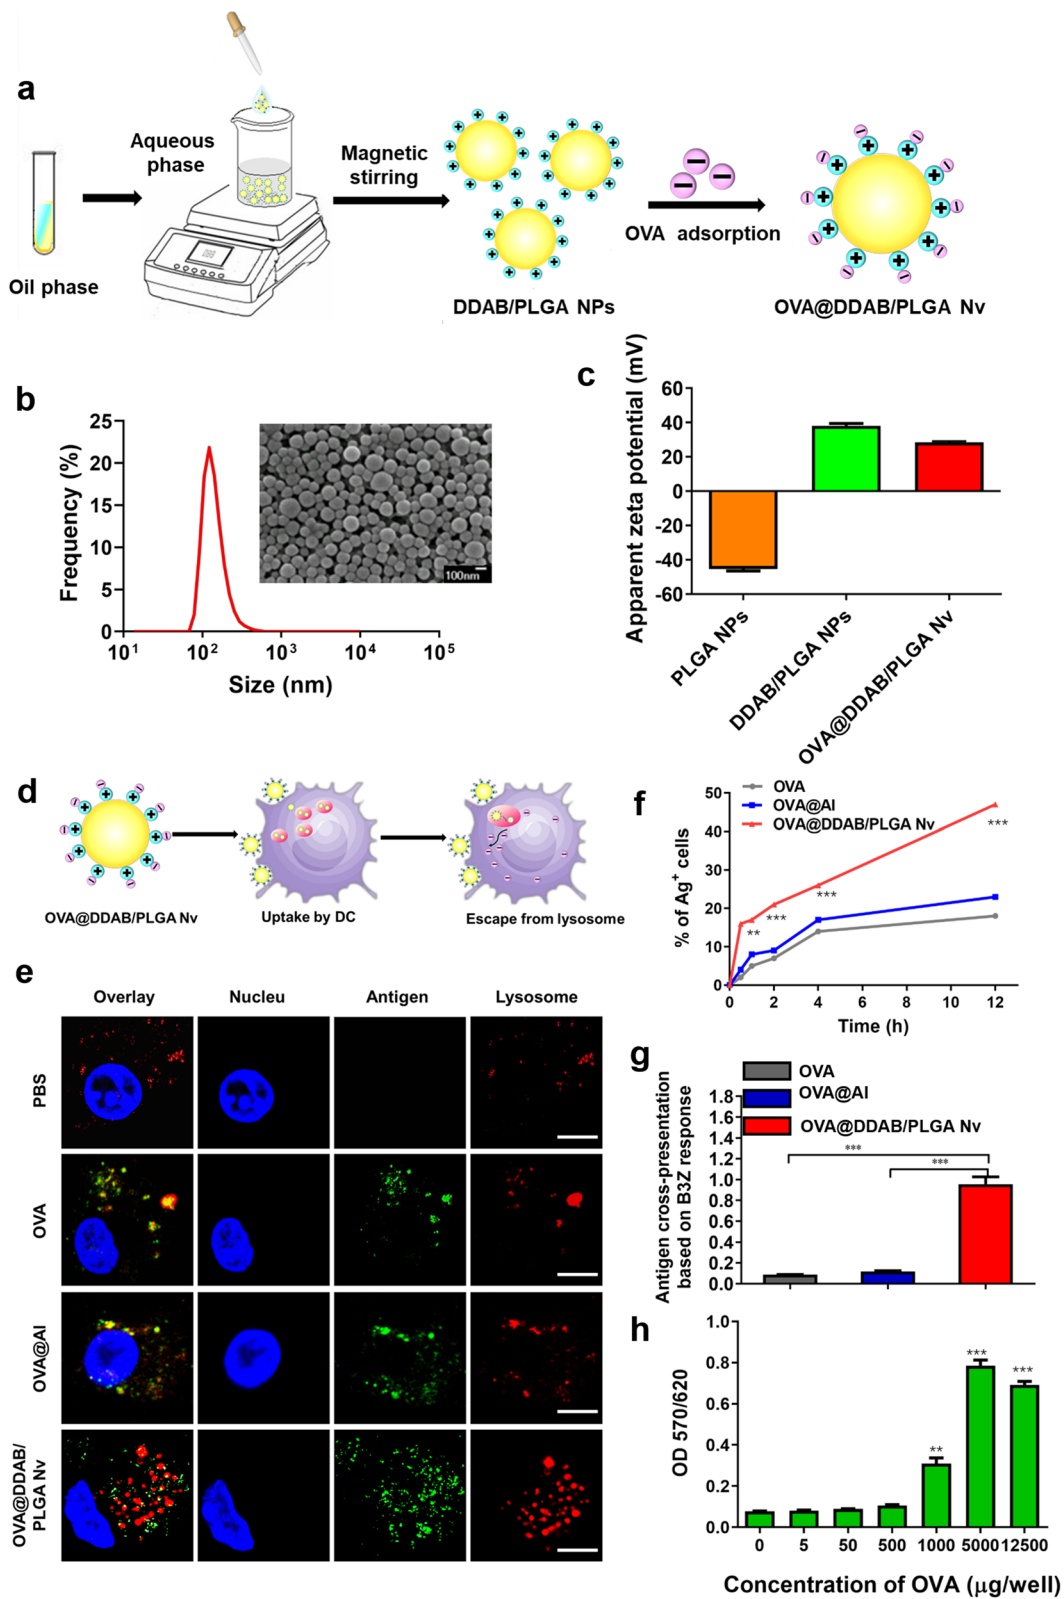 a
Aqueous
phase
Magnetic
stirring
OVA adsorption
Oil phase
DDAB/PLGA NPs
OVA@DDAB/PLGA Nv
b
Frequency (%)
25
20
15
10
5
0
10¹ 10² 10³ 10⁴ 10⁵
Size (nm)
100nm
c
Apparent zeta potential (mV)
60
40
20
0
-20
-40
-60
PLGA NPs
DDAB/PLGA NPs
OVA@DDAB/PLGA Nv
d
OVA@DDAB/PLGA Nv
Uptake by DC
Escape from lysosome
e
Overlay Nucleu Antigen Lysosome
PBS
OVA
OVA@Al
OVA@DDAB/
PLGA Nv
f
OVA
OVA@Al
OVA@DDAB/PLGA Nv
% of Ag⁺ cells
50
40
30
20
10
0
** *** *** ***
0 2 4 6 8 10 12
Time (h)
g
OVA
OVA@Al
OVA@DDAB/PLGA Nv
Antigen cross-presentation
based on B3Z response
1.8
1.6
1.4
1.2
1.0
0.8
0.6
0.4
0.2
0.0
***
***
h
OD 570/620
1.0
0.8
0.6
0.4
0.2
0.0
** *** ***
0 5 50 500 1000 5000 12500
Concentration of OVA (μg/well)